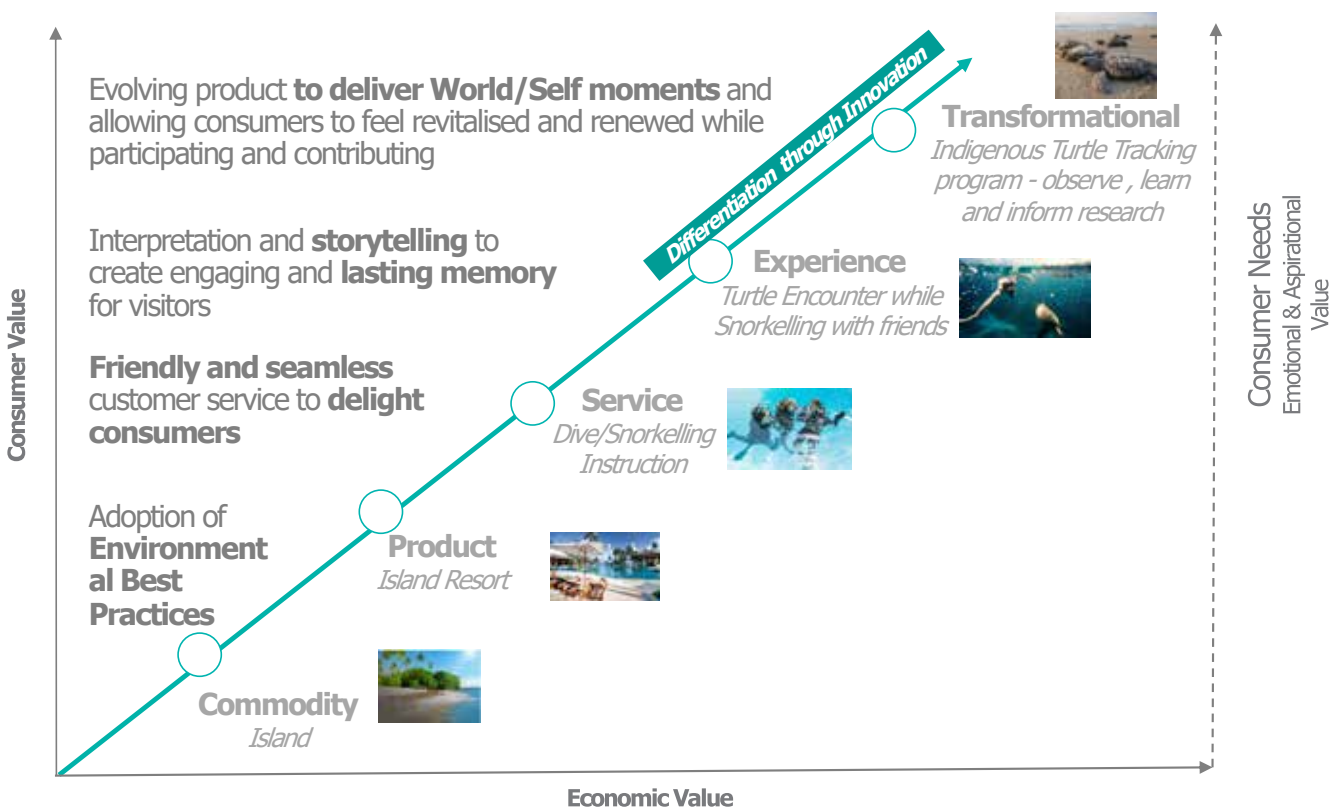 Evolving product to deliver World/Self moments and
allowing consumers to feel revitalised and renewed while
participating and contributing
Interpretation and storytelling to
create engaging and lasting memory
for visitors
Friendly and seamless
customer service to delight
consumers
Adoption of
Environment
al Best
Practices
Differentiation through Innovation
Transformational
Indigenous Turtle Tracking
program - observe , learn
and inform research
Experience
Turtle Encounter while
Snorkelling with friends
Service
Dive/Snorkelling
Instruction
Product
Island Resort
Commodity
Island
Consumer Value
Economic Value
Consumer Needs
Emotional & Aspirational
Value